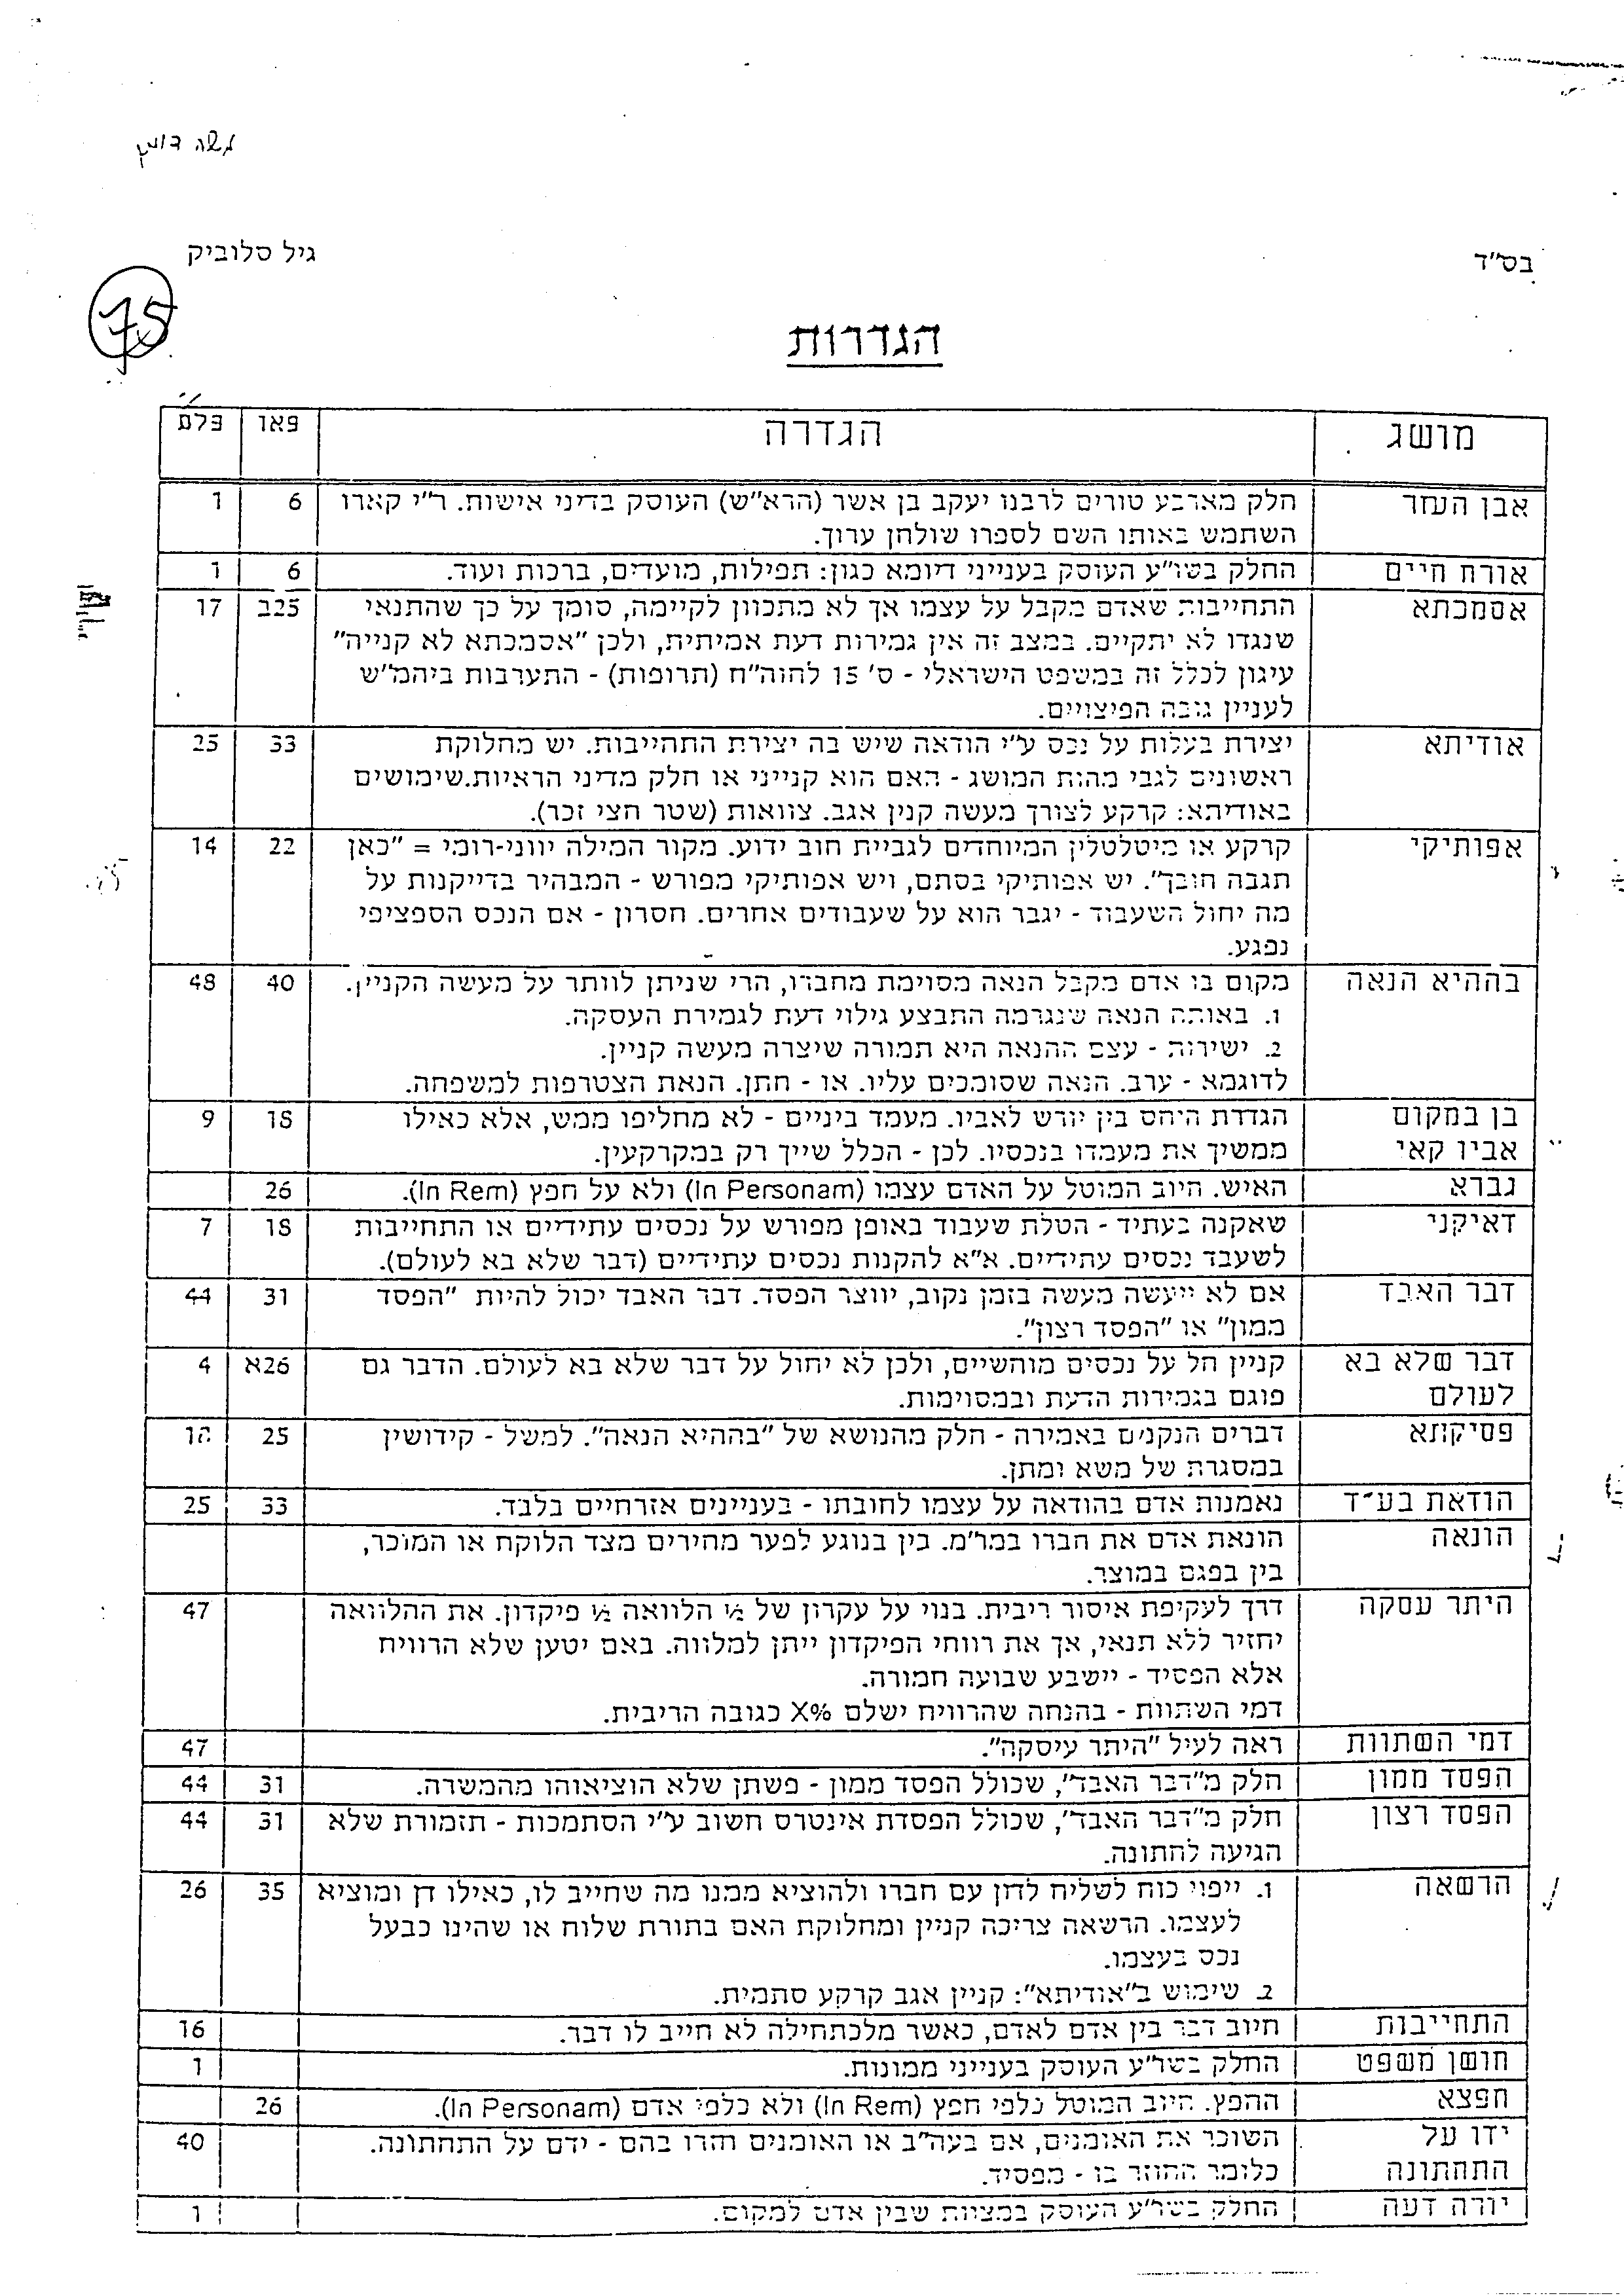 משה
בס"ד
גיל סלוביק
75
הגדרות
מושג הגדרה פאו פלמ
אבן העזר חלק מארבע טורים לרבנו יעקב בן אשר (הרא"ש) העוסק בדיני אישות. ר"י קארו 6 1
השתמש באותו השם לספרו שולחן ערוך.
אורח חיים החלק בשו"ע העוסק בענייני דיומא כגון: תפילות, מועדים, ברכות ועוד. 6 1
אסמכתא התחייבות שאדם מקבל על עצמו אך לא מתכוון לקיימה, סומך על כך שהתנאי 25ב 17
שנגדו לא יתקיים. במצב זה אין גמירות דעת אמיתית, ולכן "אסמכתא לא קנייה"
עיגון לכלל זה במשפט הישראלי - ס' 15 לחוה"ח (תרופות) - התערבות ביהמ"ש
לעניין גובה הפיצויים.
אודיתא יצירת בעלות על נכס ע"י הודאה שיש בה יצירת התחייבות. יש מחלוקת 33 25
ראשונים לגבי מהות המושג - האם הוא קנייני או חלק מדיני הראיות.שימושים
באודיתא: קרקע לצורך מעשה קנין אגב. צוואות (שטר חצי זכר).
אפותיקי קרקע או מיטלטלין המיוחדים לגביית חוב ידוע. מקור המילה יווני-רומי = "כאן 22 14
תגבה חובך". יש אפותיקי בסתם, ויש אפותיקי מפורש - המבהיר בדייקנות על
מה יחול השעבוד - יגבר הוא על שעבודים אחרים. חסרון - אם הנכס הספציפי
נפגע.
בההיא הנאה מקום בו אדם מקבל הנאה מסוימת מחברו, הרי שניתן לוותר על מעשה הקניין. 40 48
1. באותה הנאה שנגרמה התבצע גילוי דעת לגמירת העסקה.
2. ישירות - עצם ההנאה היא תמורה שיצרה מעשה קניין.
לדוגמא - ערב. הנאה שסומכים עליו. או - חתן. הנאת הצטרפות למשפחה.
בן במקום הגדרת היחס בין יורש לאביו. מעמד ביניים - לא מחליפו ממש, אלא כאילו 18 9
אביו קאי ממשיך את מעמדו בנכסיו. לכן - הכלל שייך רק במקרקעין.
גברא האיש. חיוב המוטל על האדם עצמו (In Personam) ולא על חפץ (In Rem). 26
דאיקני שאקנה בעתיד - הטלת שעבוד באופן מפורש על נכסים עתידיים או התחייבות 18 7
לשעבד נכסים עתידיים. א"א להקנות נכסים עתידיים (דבר שלא בא לעולם).
דבר האבד אם לא ייעשה מעשה בזמן נקוב, יווצר הפסד. דבר האבד יכול להיות "הפסד 31 44
ממון" או "הפסד רצון".
דבר שלא בא קניין חל על נכסים מוחשיים, ולכן לא יחול על דבר שלא בא לעולם. הדבר גם 26א 4
לעולם פוגם בגמירות הדעת ובמסוימות.
פסיקתא דברים הנקנים באמירה - חלק מהנושא של "בההיא הנאה". למשל - קידושין 25
במסגרת של משא ומתן.
הודאת בע"ד נאמנות אדם בהודאה על עצמו לחובתו - בעניינים אזרחיים בלבד. 33 25
הונאה הונאת אדם את חברו במו"מ. בין בנוגע לפער מחירים מצד הלוקח או המוכר,
בין בפגם במוצר.
היתר עסקה דרך לעקיפת איסור ריבית. בנוי על עקרון של ½ הלוואה ½ פיקדון. את ההלוואה 47
יחזיר ללא תנאי, אך את רווחי הפיקדון ייתן למלווה. באם יטען שלא הרוויח
אלא הפסיד - יישבע שבועה חמורה.
דמי השתוות - בהנחה שהרוויח ישלם X% כגובה הריבית.
דמי השתוות ראה לעיל "היתר עיסקה". 47
הפסד ממון חלק מ"דבר האבד", שכולל הפסד ממון - פשתן שלא הוציאוהו מהמשרה. 31 44
הפסד רצון חלק מ"דבר האבד", שכולל הפסדת אינטרס חשוב ע"י הסתמכות - תזמורת שלא 31 44
הגיעה לחתונה.
הרשאה 1. ייפוי כוח לשליח לדון עם חברו ולהוציא ממנו מה שחייב לו, כאילו דן ומוציא 35 26
לעצמו. הרשאה צריכה קניין ומחלוקת האם בתורת שלוח או שהינו כבעל
נכס בעצמו.
2. שימוש ב"אודיתא": קניין אגב קרקע סתמית.
התחייבות חיוב דבר בין אדם לאדם, כאשר מלכתחילה לא חייב לו דבר. 16
חושן משפט החלק בשו"ע העוסק בענייני ממונות. 1
חפצא החפץ. חיוב המוטל כלפי חפץ (In Rem) ולא כלפי אדם (In Personam). 26
ידו על השוכר את האומנים, אם בעה"ב או האומנים חזרו בהם - ידם על התחתונה. 40
התחתונה כלומר החוזר בו - מפסיד.
יורה דעה החלק בשו"ע העוסק במצוות שבין אדם למקום. 1